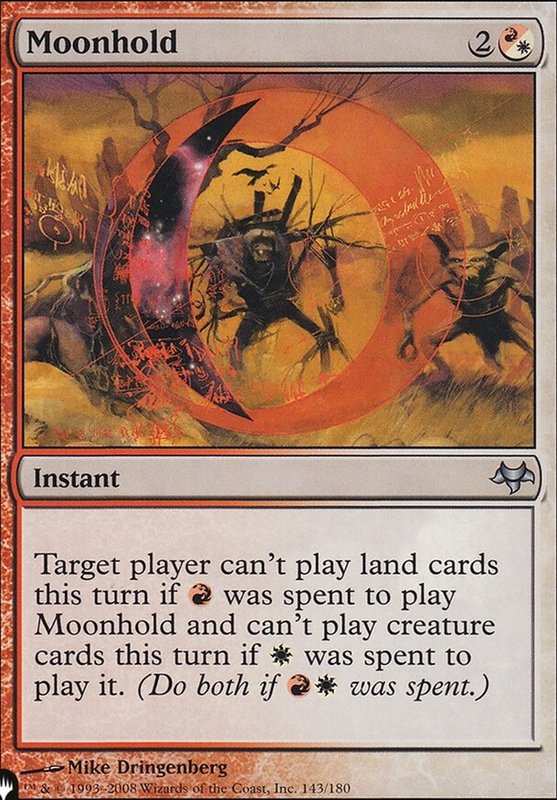 Moonhold 2
Instant
Target player can't play land cards
this turn if was spent to play
Moonhold and can't play creature
cards this turn if was spent to
play it. (Do both if was spent.)
Mike Dringenberg
™ & © 1993–2008 Wizards of the Coast, Inc. 143/180